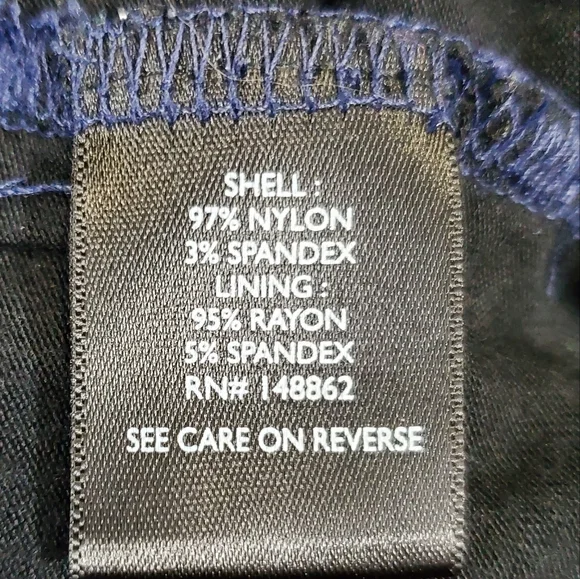 SHELL :
97% NYLON
3% SPANDEX
LINING :
95% RAYON
5% SPANDEX
RN# 148862
SEE CARE ON REVERSE